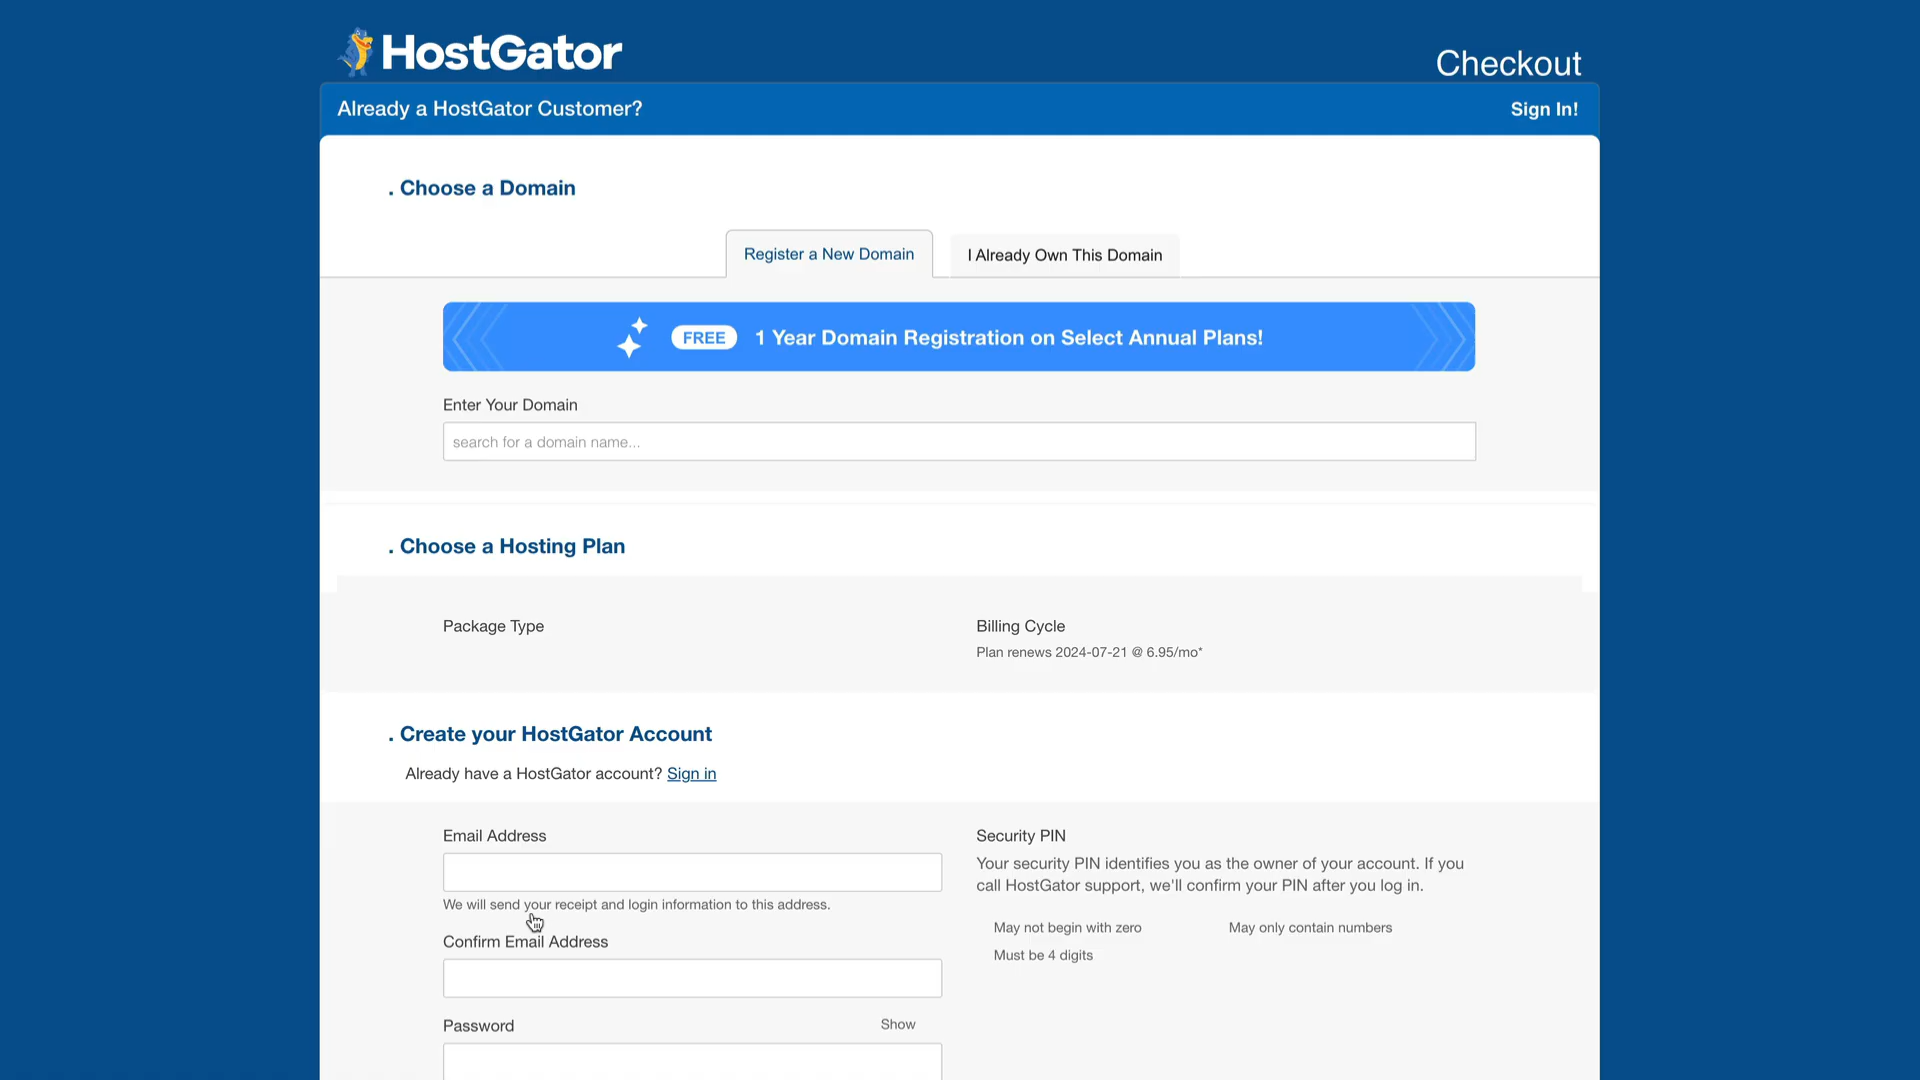 HostGator
Checkout
Already a HostGator Customer?
Sign In!
. Choose a Domain
Register a New Domain
I Already Own This Domain
FREE 1 Year Domain Registration on Select Annual Plans!
Enter Your Domain
search for a domain name...
. Choose a Hosting Plan
Package Type
Billing Cycle
Plan renews 2024-07-21 @ 6.95/mo*
. Create your HostGator Account
Already have a HostGator account? Sign in
Email Address
We will send your receipt and login information to this address.
Confirm Email Address
Password
Show
Security PIN
Your security PIN identifies you as the owner of your account. If you
call HostGator support, we'll confirm your PIN after you log in.
May not begin with zero
May only contain numbers
Must be 4 digits